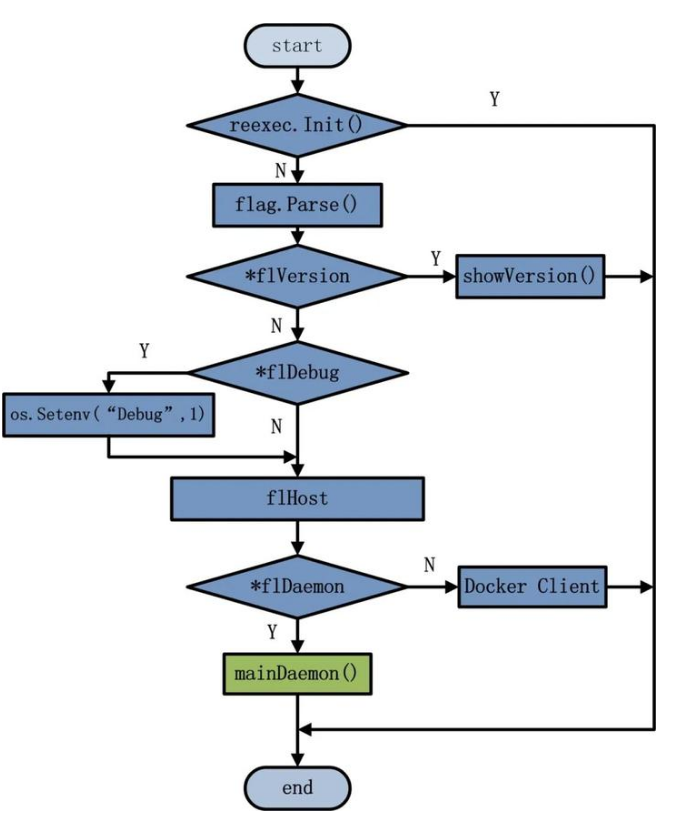 start
Y
reexec.Init()
N
flag.Parse()
*flVersion
Y
showVersion()
N
Y
*flDebug
os.Setenv(“Debug”,1)
N
flHost
*flDaemon
N
Docker Client
Y
mainDaemon()
end